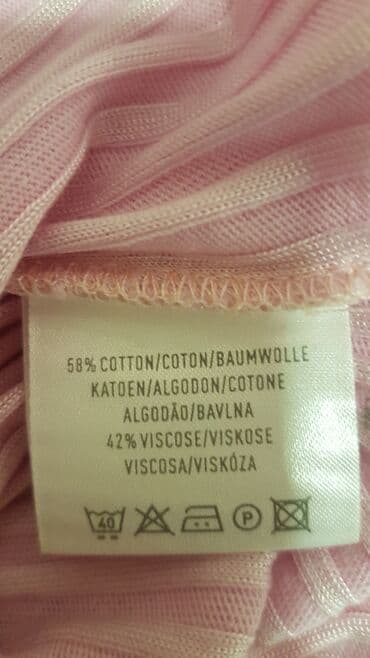 58% COTTON/COTON/BAUMWOLLE
KATOEN/ALGODON/COTONE
ALGODÃO/BAVLNA
42% VISCOSE/VISKOSE
VISCOSA/VISKÓZA
40 P